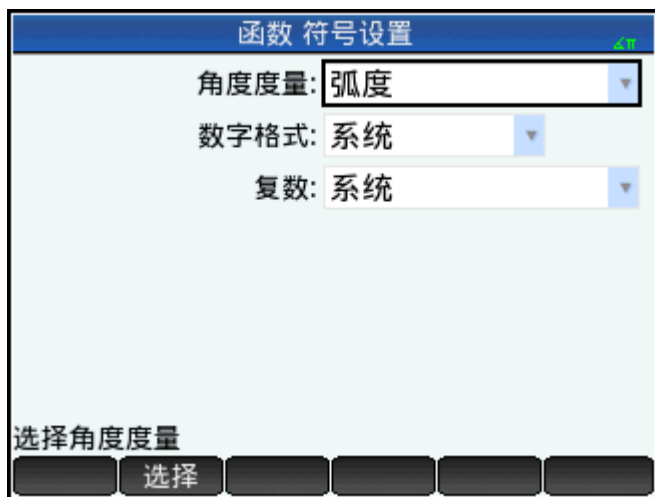 函数 符号设置
∡π
角度度量: 弧度
数字格式: 系统
复数: 系统
选择角度度量
选择